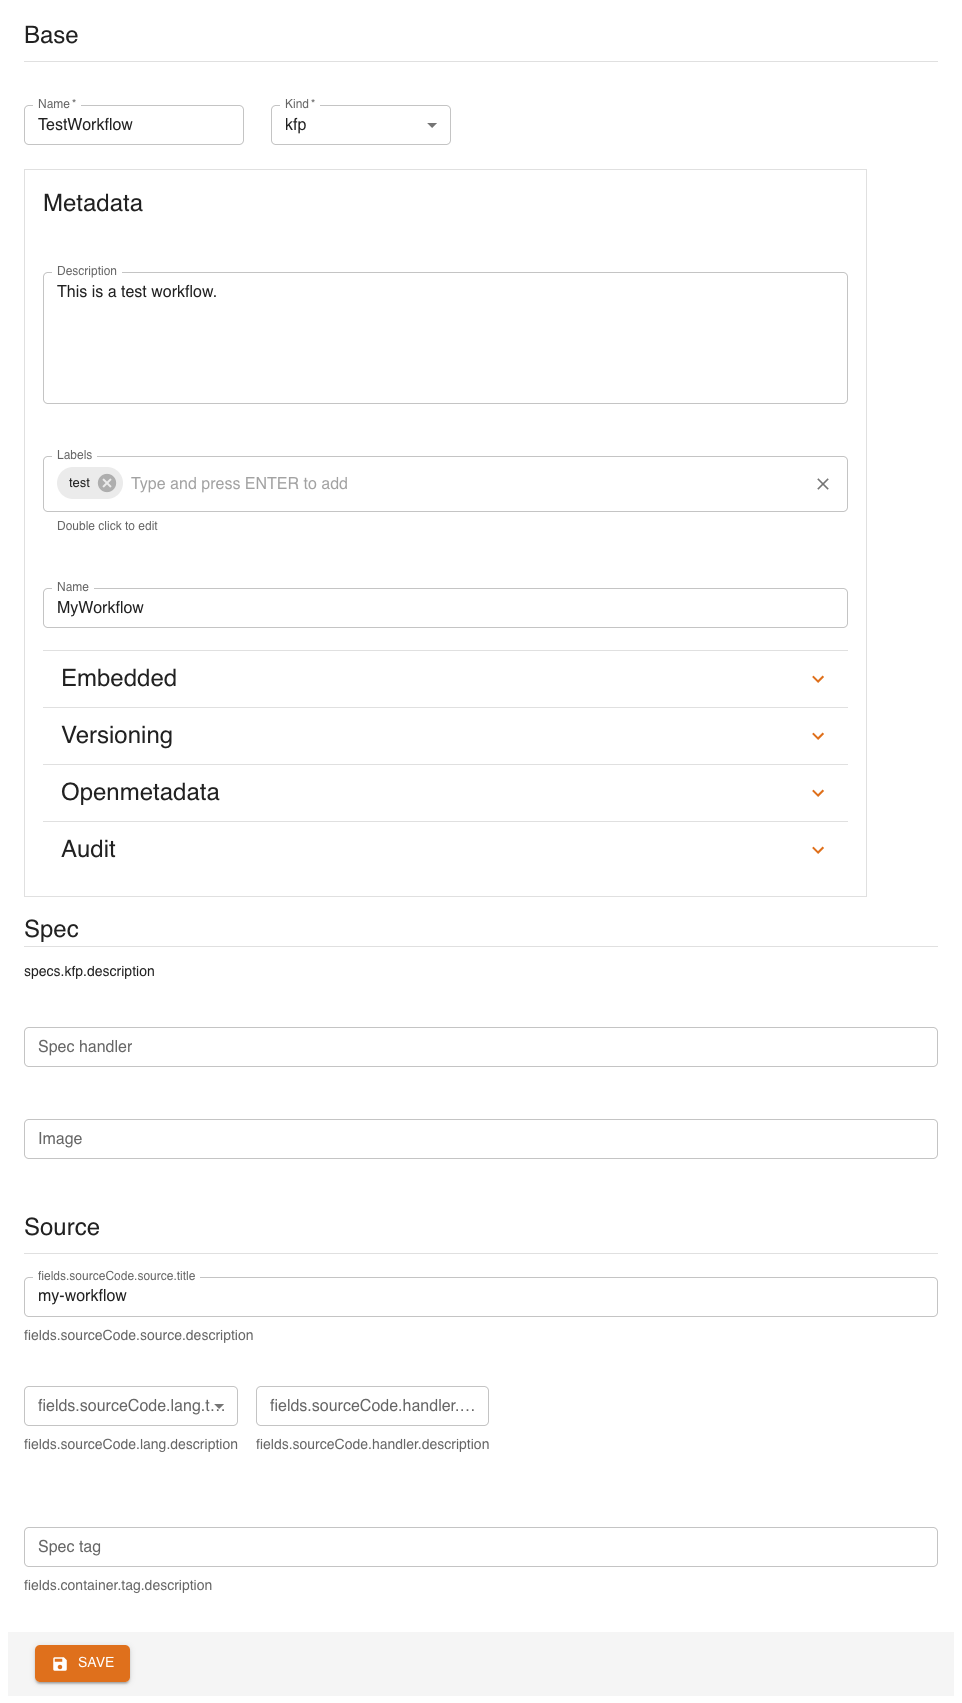 Base
Name *
TestWorkflow
Kind *
kfp
Metadata
Description
This is a test workflow.
Labels
test
Type and press ENTER to add
Double click to edit
Name
MyWorkflow
Embedded
Versioning
Openmetadata
Audit
Spec
specs.kfp.description
Spec handler
Image
Source
fields.sourceCode.source.title
my-workflow
fields.sourceCode.source.description
fields.sourceCode.lang.t...
fields.sourceCode.handler....
fields.sourceCode.lang.description
fields.sourceCode.handler.description
Spec tag
fields.container.tag.description
SAVE